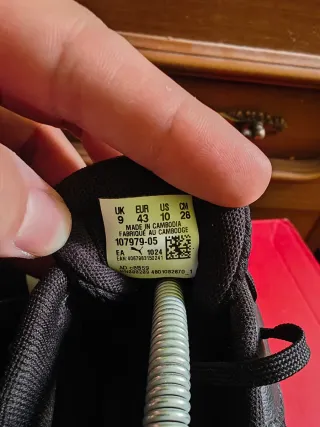 UK EUR US CM
9 43 10 28
MADE IN CAMBODIA
FABRIQUÉ AU CAMBODGE
107979-05
EA 1024